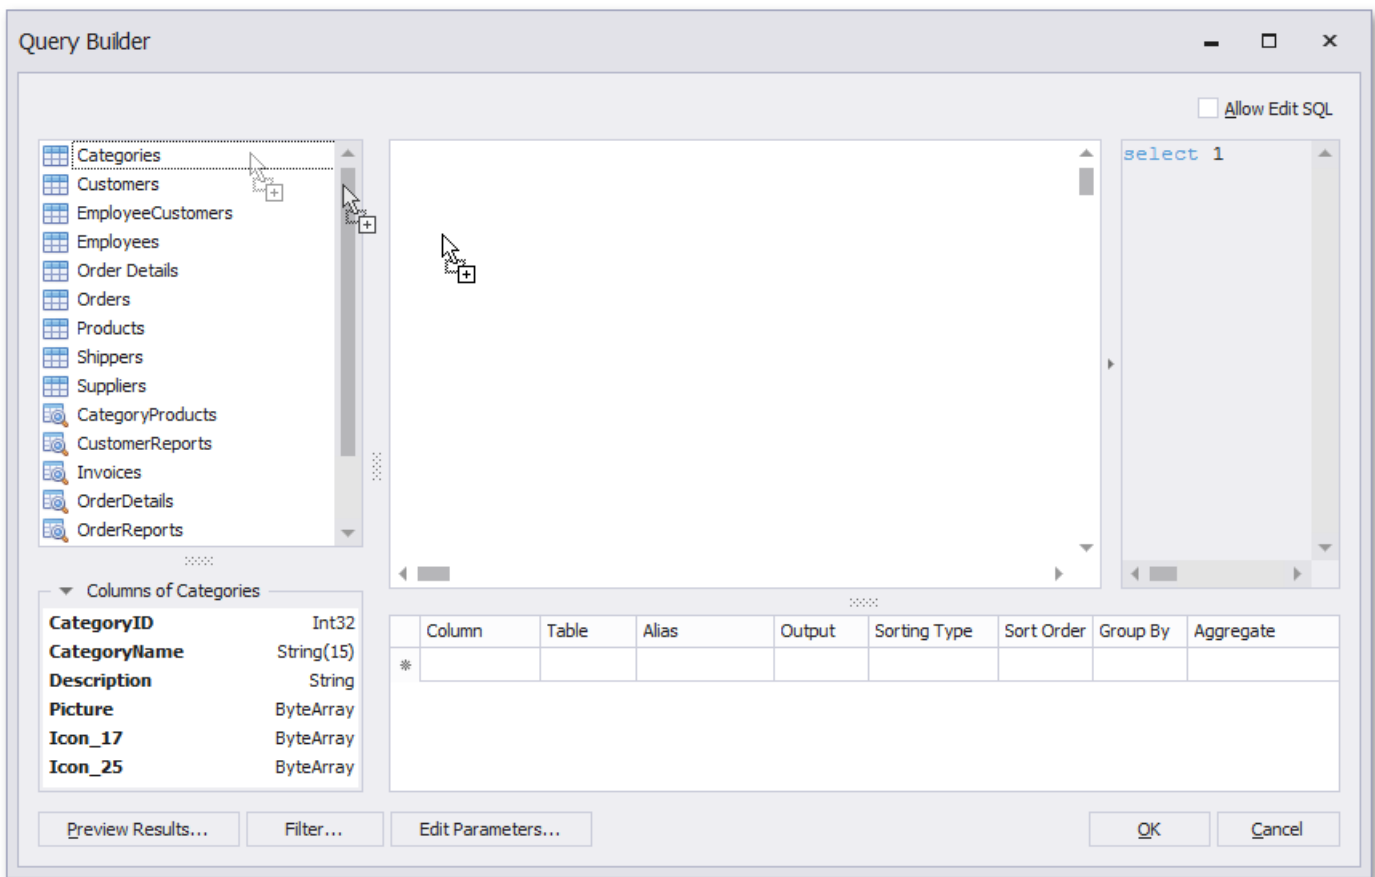 Query Builder
Allow Edit SQL
Categories
Customers
EmployeeCustomers
Employees
Order Details
Orders
Products
Shippers
Suppliers
CategoryProducts
CustomerReports
Invoices
OrderDetails
OrderReports
select 1
Columns of Categories
CategoryID Int32
CategoryName String(15)
Description String
Picture ByteArray
Icon_17 ByteArray
Icon_25 ByteArray
Column Table Alias Output Sorting Type Sort Order Group By Aggregate
Preview Results... Filter... Edit Parameters... OK Cancel